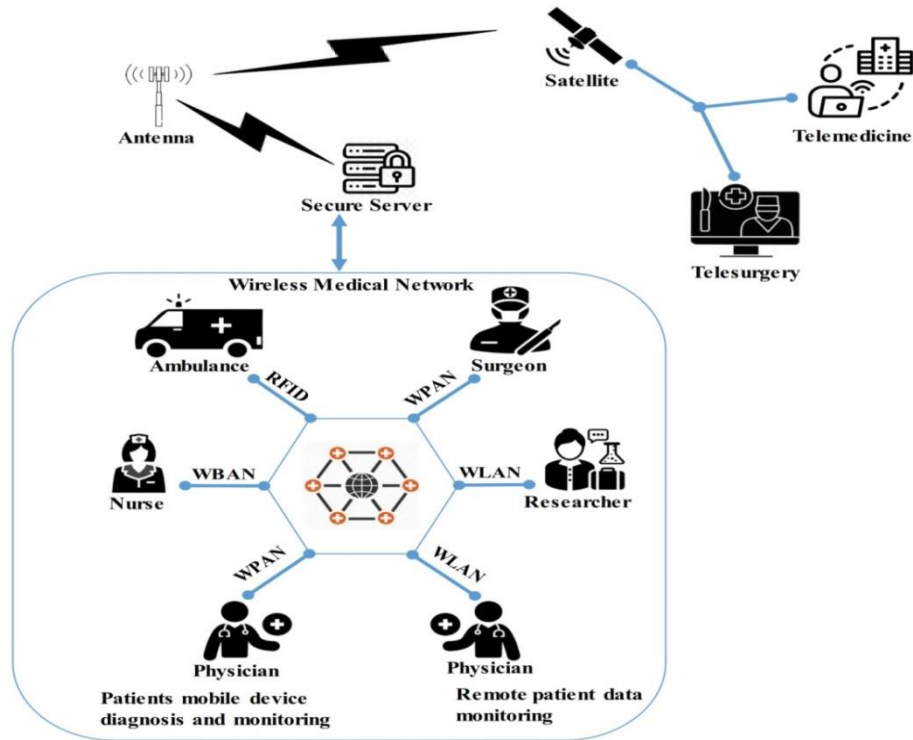 Satellite
Antenna
Telemedicine
Secure Server
Telesurgery
Wireless Medical Network
Ambulance
Surgeon
RFID
WPAN
Nurse
WBAN
WLAN
Researcher
WPAN
WLAN
Physician
Physician
Patients mobile device
diagnosis and monitoring
Remote patient data
monitoring